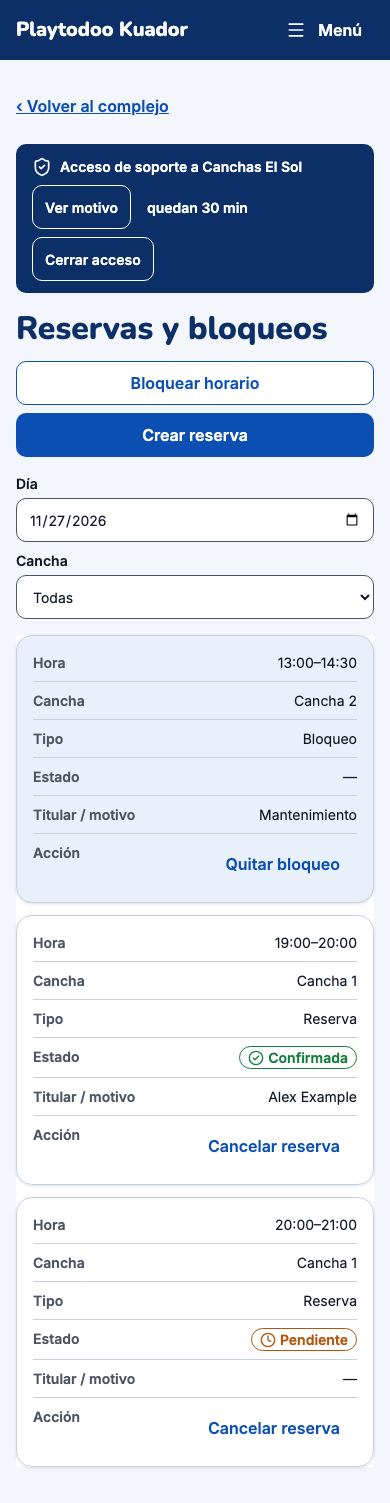 Playtodoo Kuador
Menú
‹ Volver al complejo
Acceso de soporte a Canchas El Sol
Ver motivo quedan 30 min
Cerrar acceso
Reservas y bloqueos
Bloquear horario
Crear reserva
Día
11/27/2026
Cancha
Todas
Hora 13:00–14:30
Cancha Cancha 2
Tipo Bloqueo
Estado —
Titular / motivo Mantenimiento
Acción Quitar bloqueo
Hora 19:00–20:00
Cancha Cancha 1
Tipo Reserva
Estado Confirmada
Titular / motivo Alex Example
Acción Cancelar reserva
Hora 20:00–21:00
Cancha Cancha 1
Tipo Reserva
Estado Pendiente
Titular / motivo —
Acción Cancelar reserva